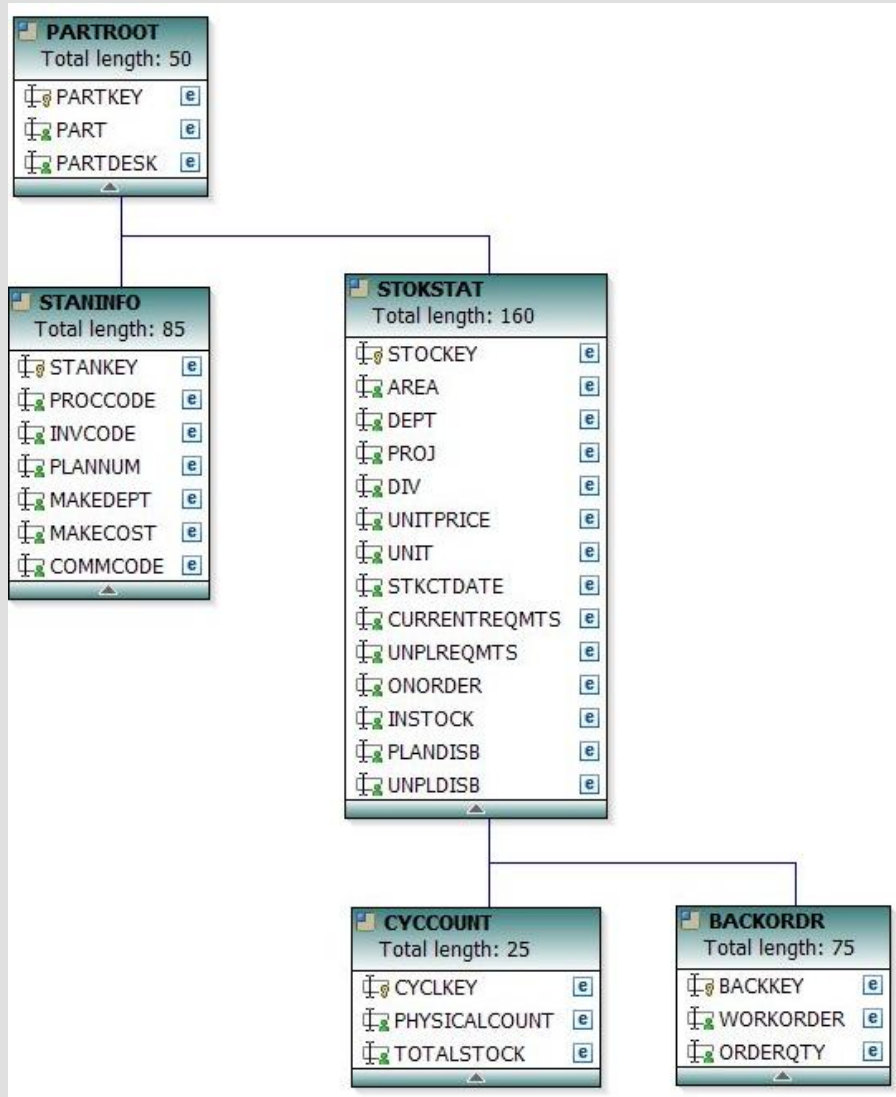 PARTROOT
Total length: 50
PARTKEY e
PART e
PARTDESK e
STANINFO
Total length: 85
STANKEY e
PROCCODE e
INVCODE e
PLANNUM e
MAKEDEPT e
MAKECOST e
COMMCODE e
STOKSTAT
Total length: 160
STOCKEY e
AREA e
DEPT e
PROJ e
DIV e
UNITPRICE e
UNIT e
STKCTDATE e
CURRENTREQMTS e
UNPLREQMTS e
ONORDER e
INSTOCK e
PLANDISB e
UNPLDISB e
CYCCOUNT
Total length: 25
CYCLKEY e
PHYSICALCOUNT e
TOTALSTOCK e
BACKORDR
Total length: 75
BACKKEY e
WORKORDER e
ORDERQTY e